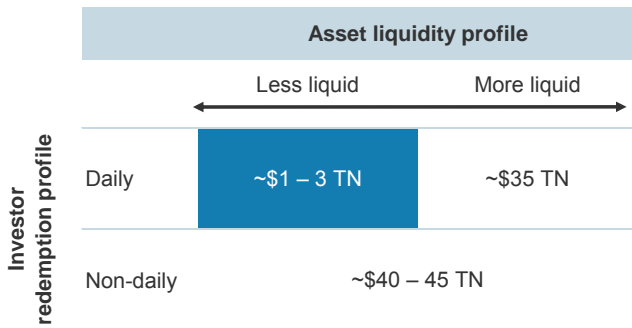 Asset liquidity profile
Less liquid
More liquid
Investor
redemption profile
Daily
~$1 – 3 TN
~$35 TN
Non-daily
~$40 – 45 TN